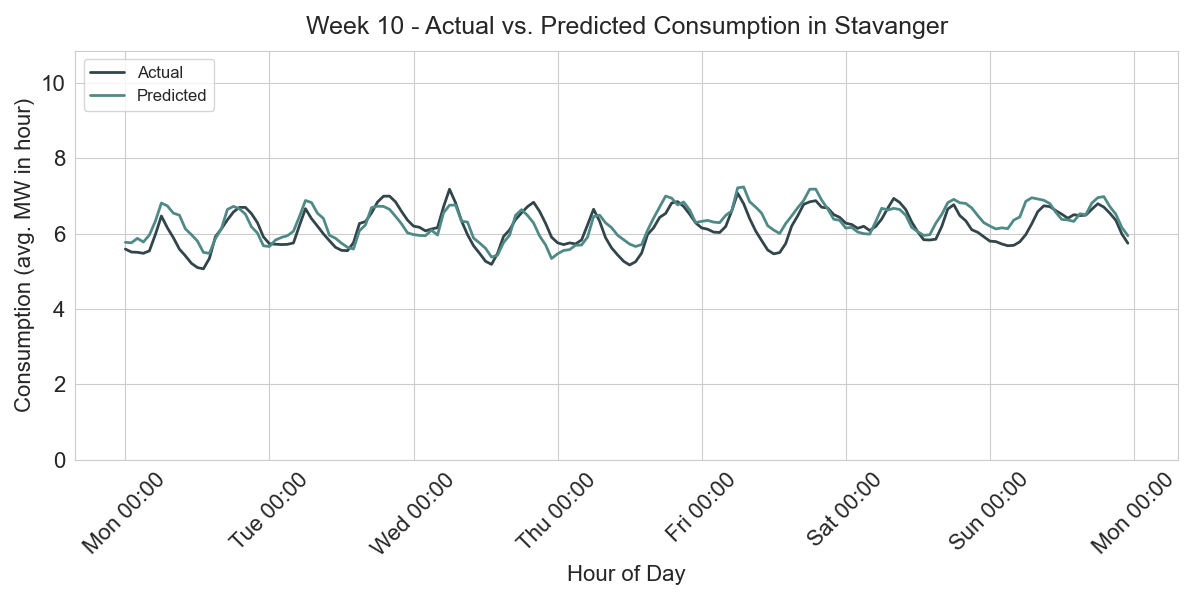 Week 10 - Actual vs. Predicted Consumption in Stavanger
Actual
Predicted
Consumption (avg. MW in hour)
10
8
6
4
2
0
Mon 00:00
Tue 00:00
Wed 00:00
Thu 00:00
Fri 00:00
Sat 00:00
Sun 00:00
Mon 00:00
Hour of Day